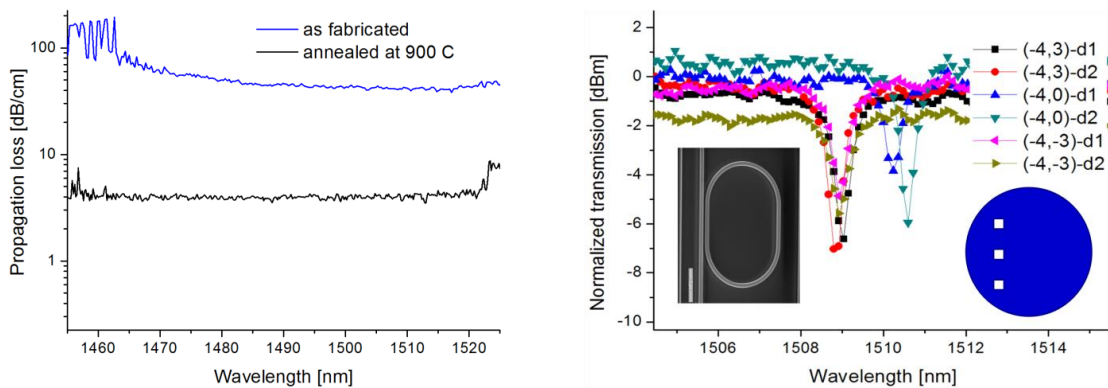 as fabricated
annealed at 900 C
100
10
1
Propagation loss [dB/cm]
1460 1470 1480 1490 1500 1510 1520
Wavelength [nm]
2
0
-2
-4
-6
-8
-10
Normalized transmission [dBm]
(-4,3)-d1
(-4,3)-d2
(-4,0)-d1
(-4,0)-d2
(-4,-3)-d1
(-4,-3)-d2
1506 1508 1510 1512 1514
Wavelength [nm]